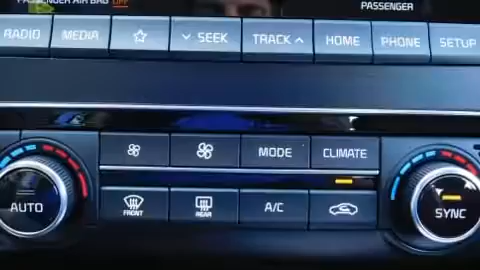 PASSENGER AIR BAG OFF
PASSENGER
RADIO MEDIA SEEK TRACK HOME PHONE SETUP
MODE CLIMATE
AUTO FRONT REAR A/C SYNC